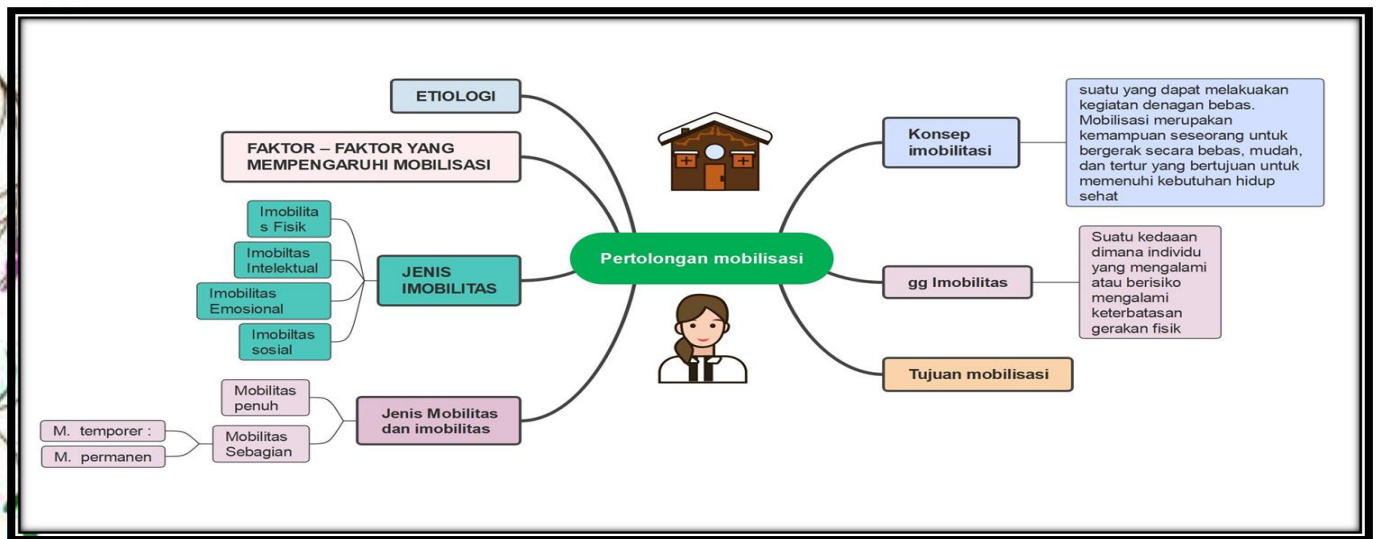 ETIOLOGI
FAKTOR – FAKTOR YANG
MEMPENGARUHI MOBILISASI
Imobilita
s Fisik
Imobiltas
Intelektual
Imobilitas
Emosional
Imobiltas
sosial
JENIS
IMOBILITAS
Mobilitas
penuh
Mobilitas
Sebagian
M. temporer :
M. permanen
Jenis Mobilitas
dan imobilitas
Pertolongan mobilisasi
Konsep
imobilitasi
suatu yang dapat melakuakan
kegiatan denagan bebas.
Mobilisasi merupakan
kemampuan seseorang untuk
bergerak secara bebas, mudah,
dan tertur yang bertujuan untuk
memenuhi kebutuhan hidup
sehat
gg Imobilitas
Suatu kedaaan
dimana individu
yang mengalami
atau berisiko
mengalami
keterbatasan
gerakan fisik
Tujuan mobilisasi